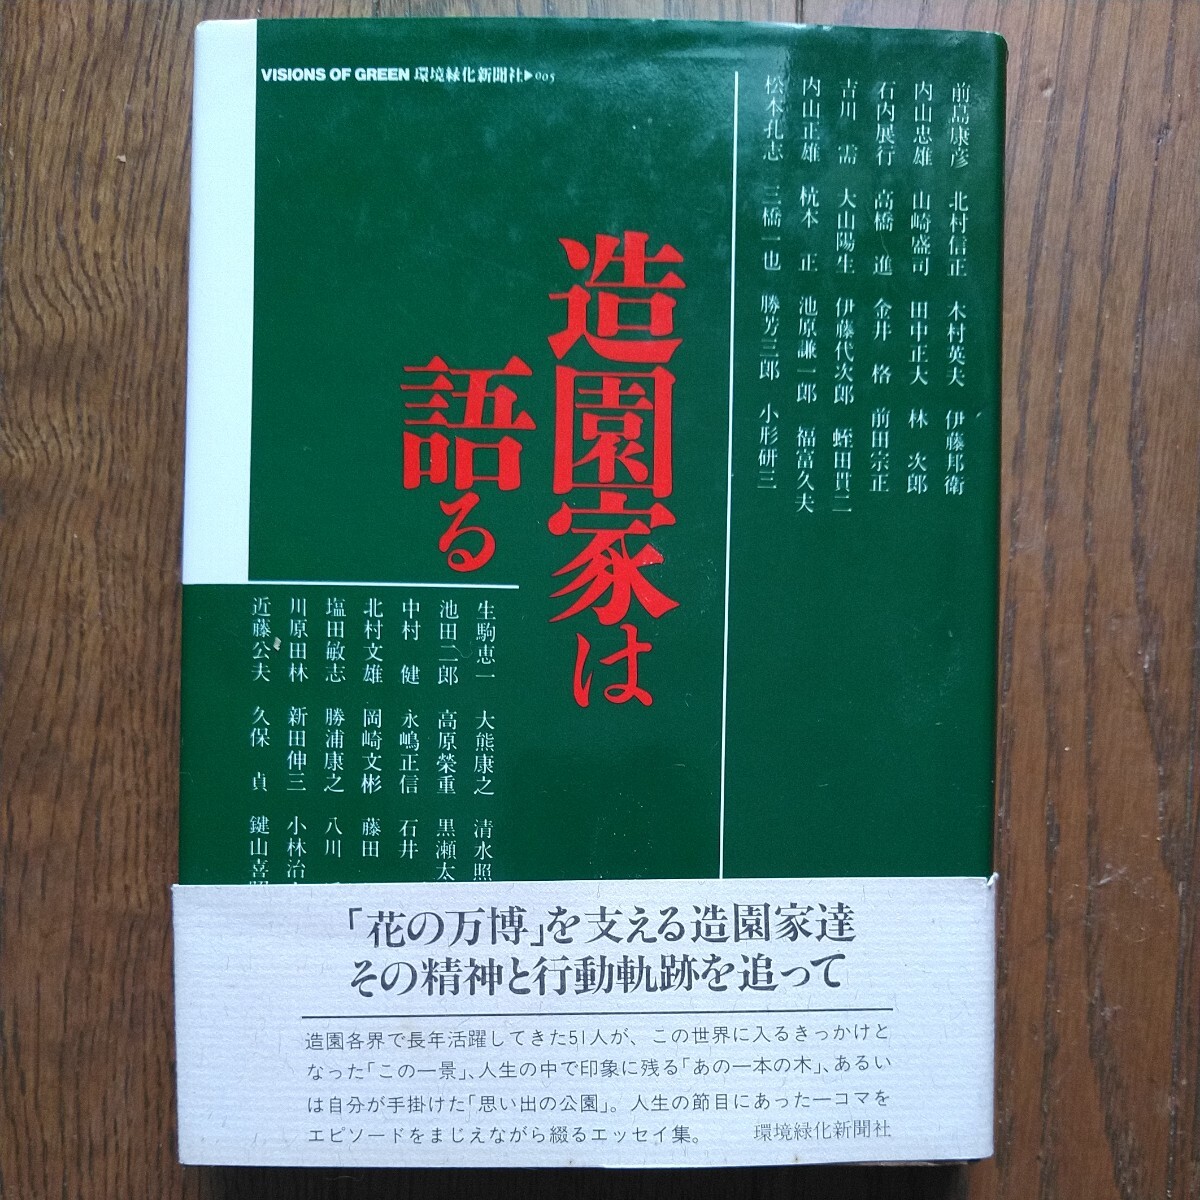 VISIONS OF GREEN 環境緑化新聞社▶005
前島康彦 北村信正 木村英夫 伊藤邦衛
内山忠雄 山崎盛司 田中正大 林 次郎
石内展行 高橋 進 金井 格 前田宗正
吉川 需 大山陽生 伊藤代次郎 蛭田貫二
内山正雄 杭本 正 池原謙一郎 福富久夫
松本孔志 三橋一也 勝芳三郎 小形研三
造園家は
語る
生駒恵一 大熊康之 清水照
池田二郎 高原榮重 黒瀬太
中村 健 永嶋正信 石井
北村文雄 岡崎文彬 藤田
塩田敏志 勝浦康之 八川
川原田林 新田伸三 小林治
近藤公夫 久保 貞 鍵山喜
「花の万博」を支える造園家達
その精神と行動軌跡を追って
造園各界で長年活躍してきた51人が、この世界に入るきっかけと
なった「この一景」、人生の中で印象に残る「あの一本の木」、あるい
は自分が手掛けた「思い出の公園」。人生の節目にあった一コマを
エピソードをまじえながら綴るエッセイ集。 環境緑化新聞社